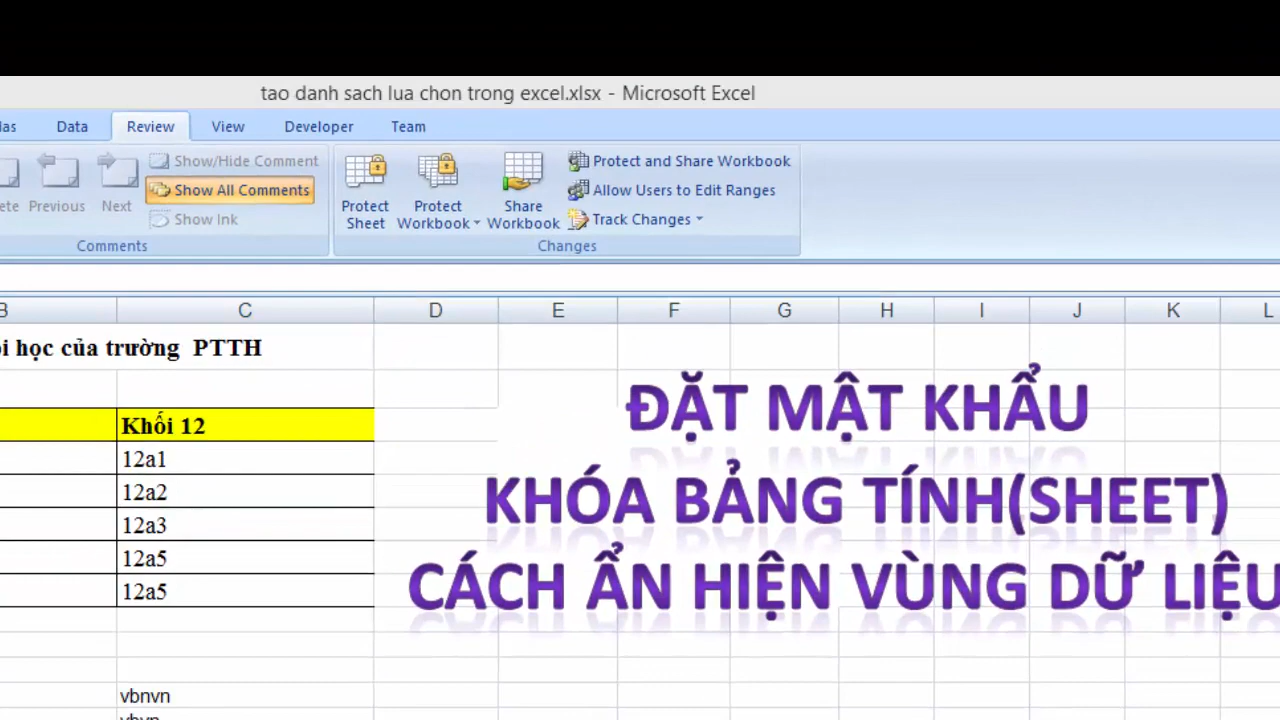 tao danh sach lua chon trong excel.xlsx - Microsoft Excel
Data Review View Developer Team
Show/Hide Comment
Show All Comments
Show Ink
Previous Next
Comments
Protect Sheet
Protect Workbook
Share Workbook
Protect and Share Workbook
Allow Users to Edit Ranges
Track Changes
Changes
B C D E F G H I J K L
học của trường PTTH
Khối 12
12a1
12a2
12a3
12a5
12a5
vbnvn
ĐẶT MẬT KHẨU
KHÓA BẢNG TÍNH(SHEET)
CÁCH ẨN HIỆN VÙNG DỮ LIỆU